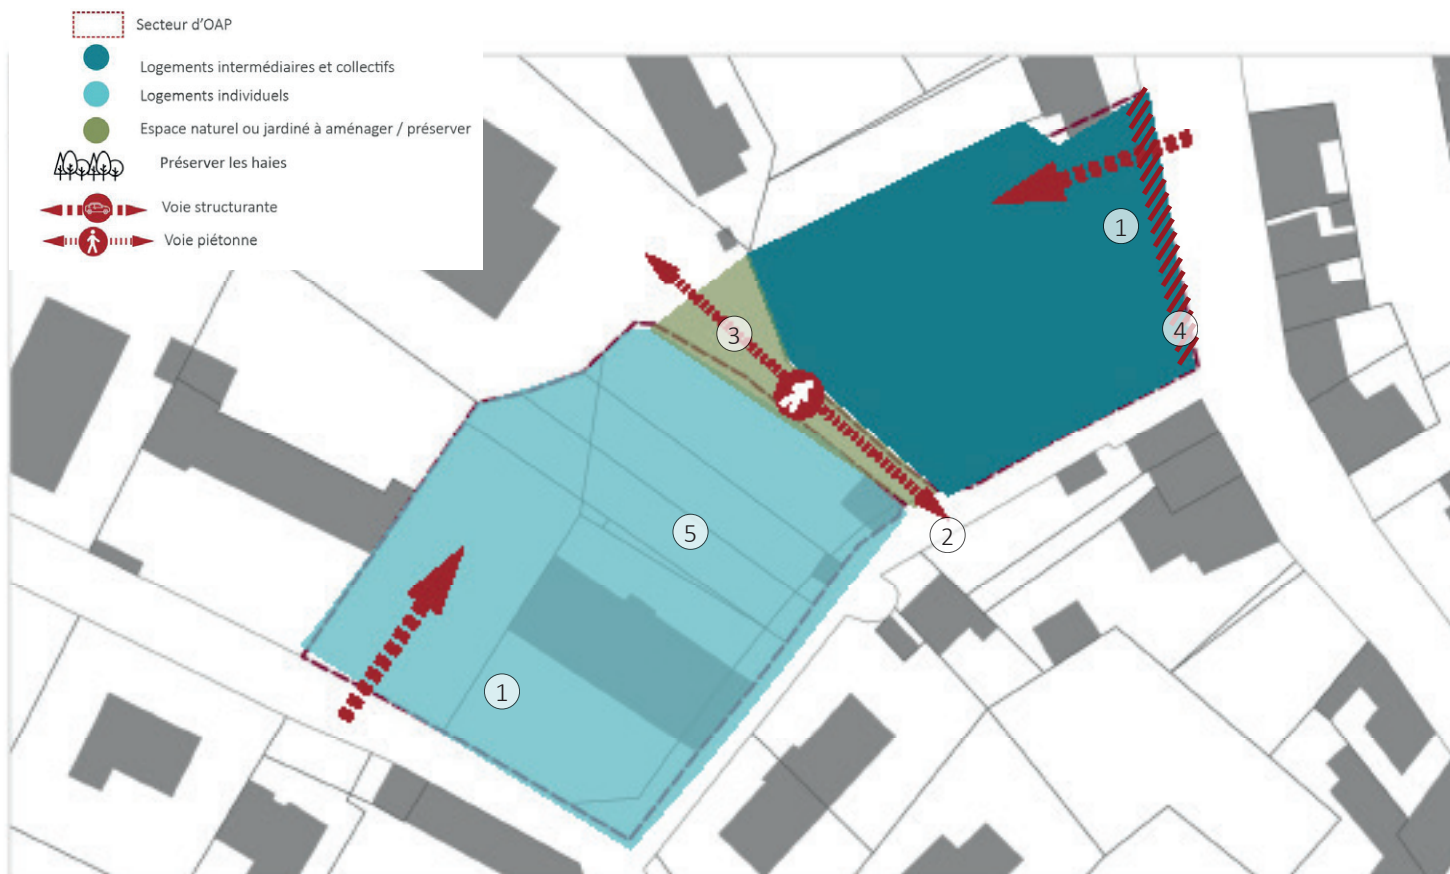 Secteur d’OAP
Logements intermédiaires et collectifs
Logements individuels
Espace naturel ou jardiné à aménager / préserver
Préserver les haies
Voie structurante
Voie piétonne
1
4
3
5
2
1